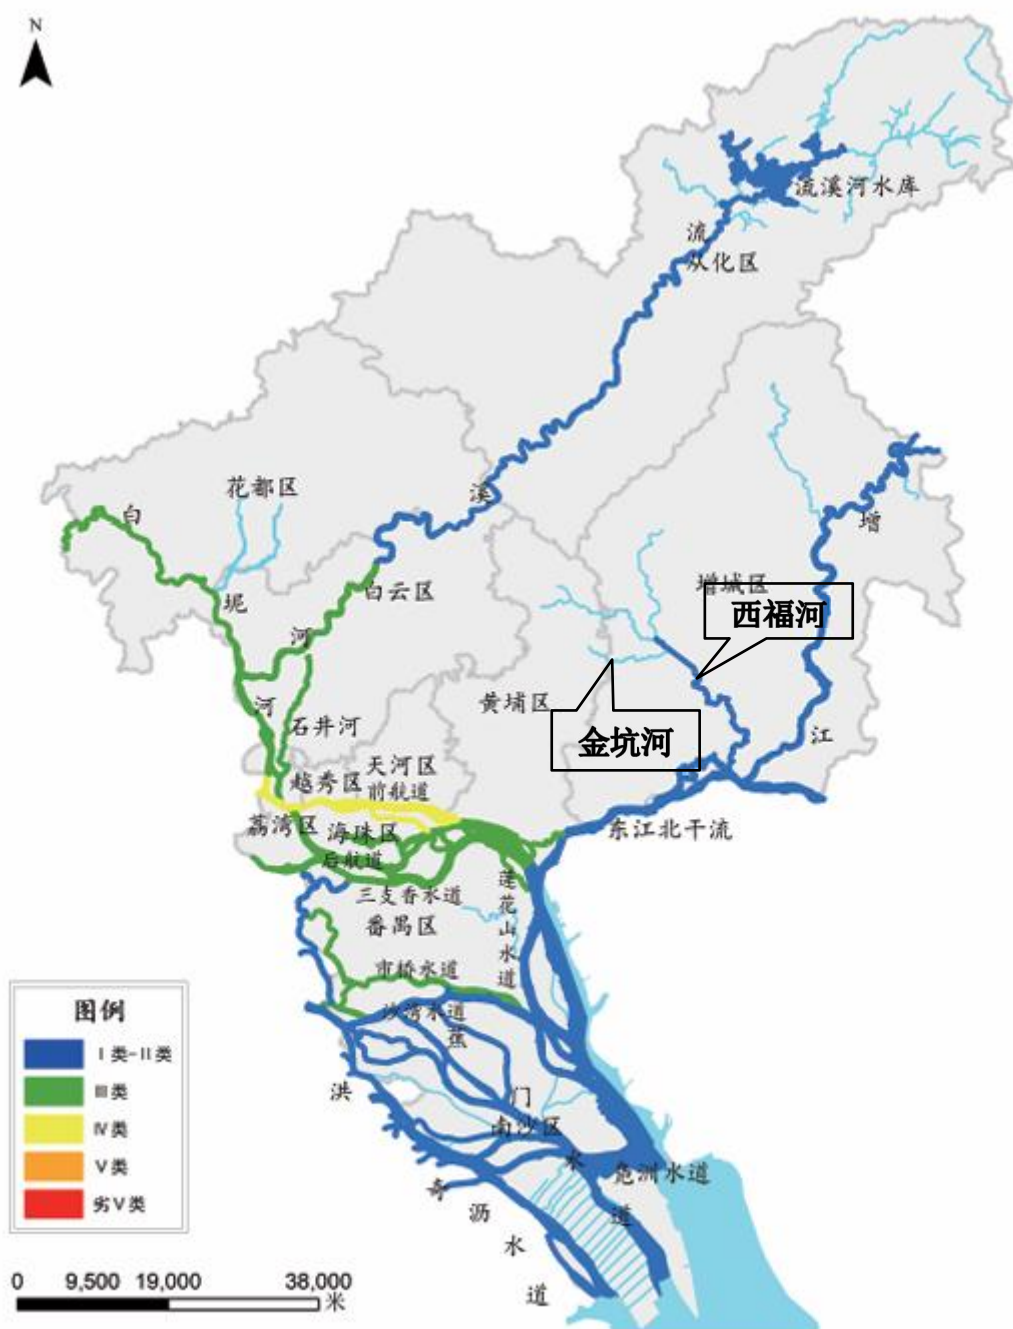 N
流溪河水库
流
从化区
花都区
溪
白
增
坭
白云区
增城区
西福河
河
黄埔区
河
石井河
金坑河
江
天河区
越秀区
前航道
荔湾区
海珠区
东江北干流
后航道
三支香水道
莲花山水道
番禺区
市桥水道
沙湾水道
蕉
洪
门
南沙区
水
凫洲水道
奇
道
沥
水
道
图例
I类-II类
III类
IV类
V类
劣V类
0 9,500 19,000 38,000
米